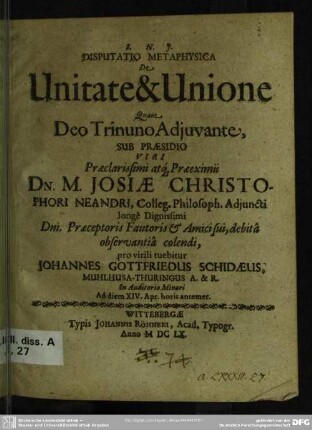 I. N. J.
DISPUTATIO METAPHYSICA
De
Unitate & Unione
Quam
Deo Trinuno Adjuvante,
SUB PRÆSIDIO
VIRI
Præclarissimi atq; Præeximii
DN. M. JOSIÆ CHRISTO-
PHORI NEANDRI, Colleg. Philosoph. Adjuncti
longè Dignissimi
Dni. Præceptoris Fautoris & Amici sui, debitâ
observantiâ colendi,
pro virili tuebitur
JOHANNES GOTTFRIEDUS SCHIDÆUS,
MUHLHUSA-THURINGUS A. & R.
In Auditorio Minori
Ad diem XIV. Apr. horis antemer.
WITTEBERGÆ
Typis JOHANNIS RÖHNERI, Acad. Typogr.
Anno M DC LX.
diss. A
27
74.